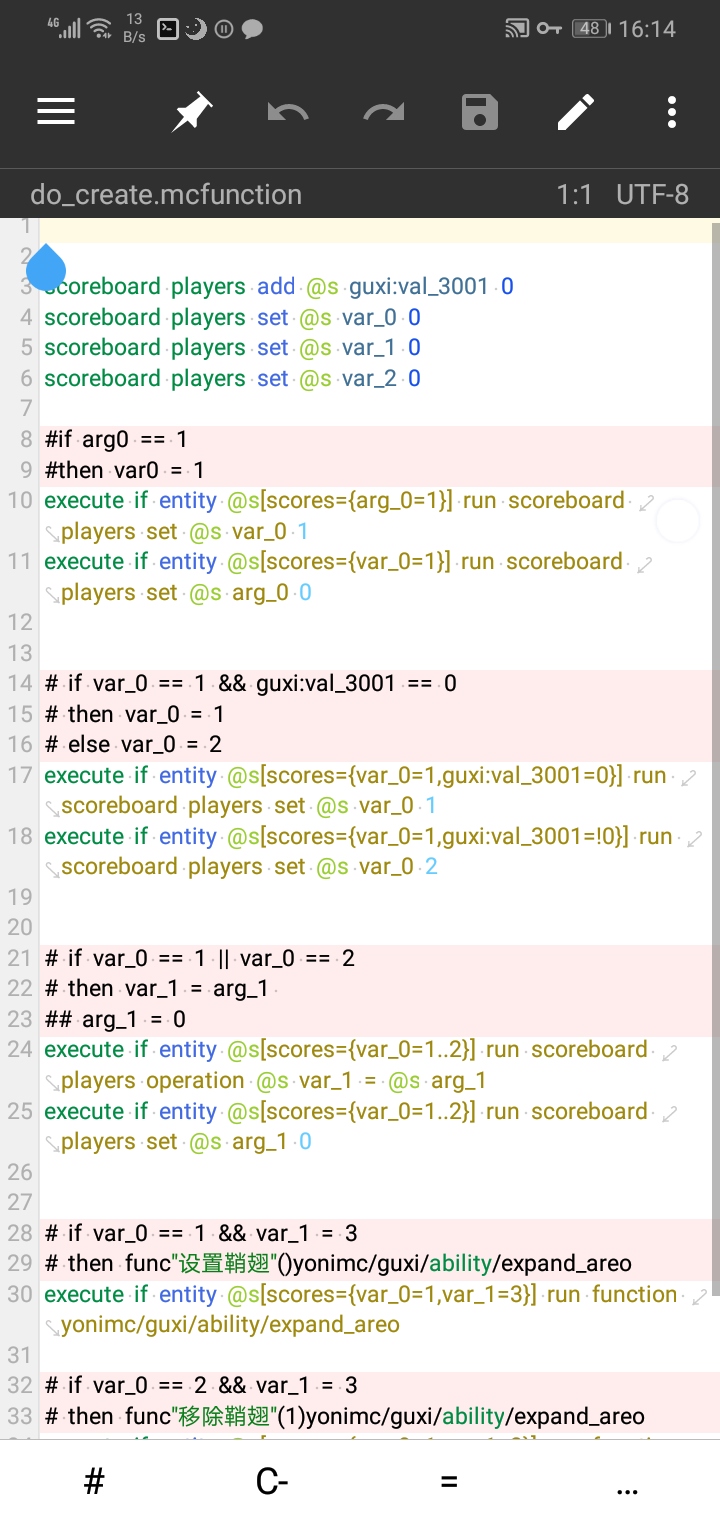 4G 13 B/s 48 16:14
do_create.mcfunction 1:1 UTF-8
1
2
3 scoreboard players add @s guxi:val_3001 0
4 scoreboard players set @s var_0 0
5 scoreboard players set @s var_1 0
6 scoreboard players set @s var_2 0
7
8 #if arg0 == 1
9 #then var0 = 1
10 execute if entity @s[scores={arg_0=1}] run scoreboard
players set @s var_0 1
11 execute if entity @s[scores={var_0=1}] run scoreboard
players set @s arg_0 0
12
13
14 # if var_0 == 1 && guxi:val_3001 == 0
15 # then var_0 = 1
16 # else var_0 = 2
17 execute if entity @s[scores={var_0=1,guxi:val_3001=0}] run
scoreboard players set @s var_0 1
18 execute if entity @s[scores={var_0=1,guxi:val_3001=!0}] run
scoreboard players set @s var_0 2
19
20
21 # if var_0 == 1 || var_0 == 2
22 # then var_1 = arg_1
23 ## arg_1 = 0
24 execute if entity @s[scores={var_0=1..2}] run scoreboard
players operation @s var_1 = @s arg_1
25 execute if entity @s[scores={var_0=1..2}] run scoreboard
players set @s arg_1 0
26
27
28 # if var_0 == 1 && var_1 = 3
29 # then func"设置鞘翅"()yonimc/guxi/ability/expand_areo
30 execute if entity @s[scores={var_0=1,var_1=3}] run function
yonimc/guxi/ability/expand_areo
31
32 # if var_0 == 2 && var_1 = 3
33 # then func"移除鞘翅"(1)yonimc/guxi/ability/expand_areo
# C- = ...